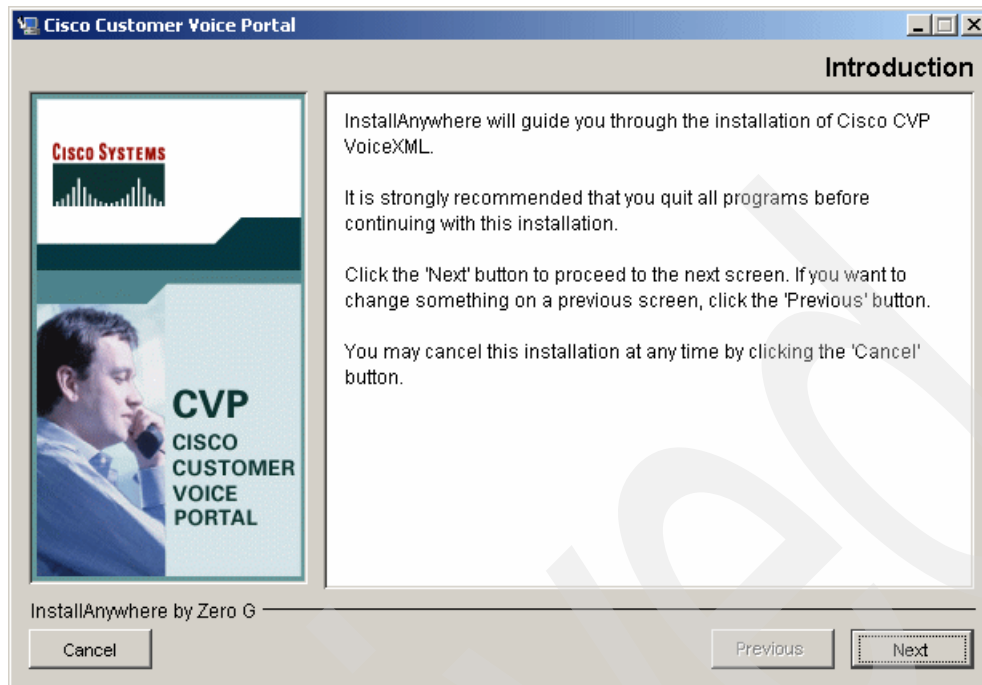 Cisco Customer Voice Portal
Introduction
CISCO SYSTEMS
CVP
CISCO
CUSTOMER
VOICE
PORTAL
InstallAnywhere will guide you through the installation of Cisco CVP
VoiceXML.
It is strongly recommended that you quit all programs before
continuing with this installation.
Click the 'Next' button to proceed to the next screen. If you want to
change something on a previous screen, click the 'Previous' button.
You may cancel this installation at any time by clicking the 'Cancel'
button.
InstallAnywhere by Zero G
Cancel
Previous
Next